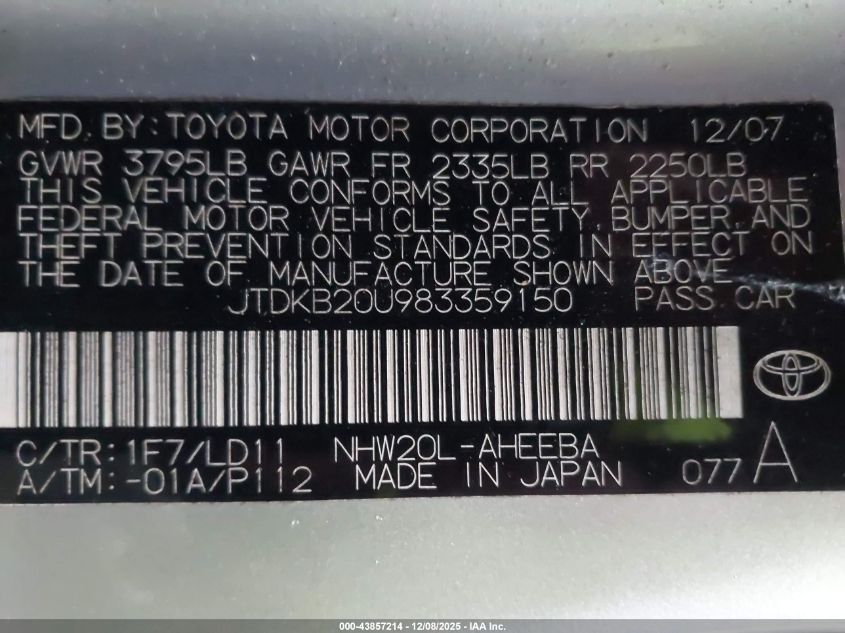 MFD. BY: TOYOTA MOTOR CORPORATION 12/07
GVWR 3795LB GAWR FR 2335LB RR 2250LB
THIS VEHICLE CONFORMS TO ALL APPLICABLE
FEDERAL MOTOR VEHICLE SAFETY, BUMPER, AND
THEFT PREVENTION STANDARDS IN EFFECT ON
THE DATE OF MANUFACTURE SHOWN ABOVE.
JTDKB20U983359150 PASS CAR
C/TR: 1F7/LD11 NHW20L-AHEEBA
A/TM: -01A/P112 MADE IN JAPAN 077 A
000-43857214 - 12/08/2025 - IAA Inc.